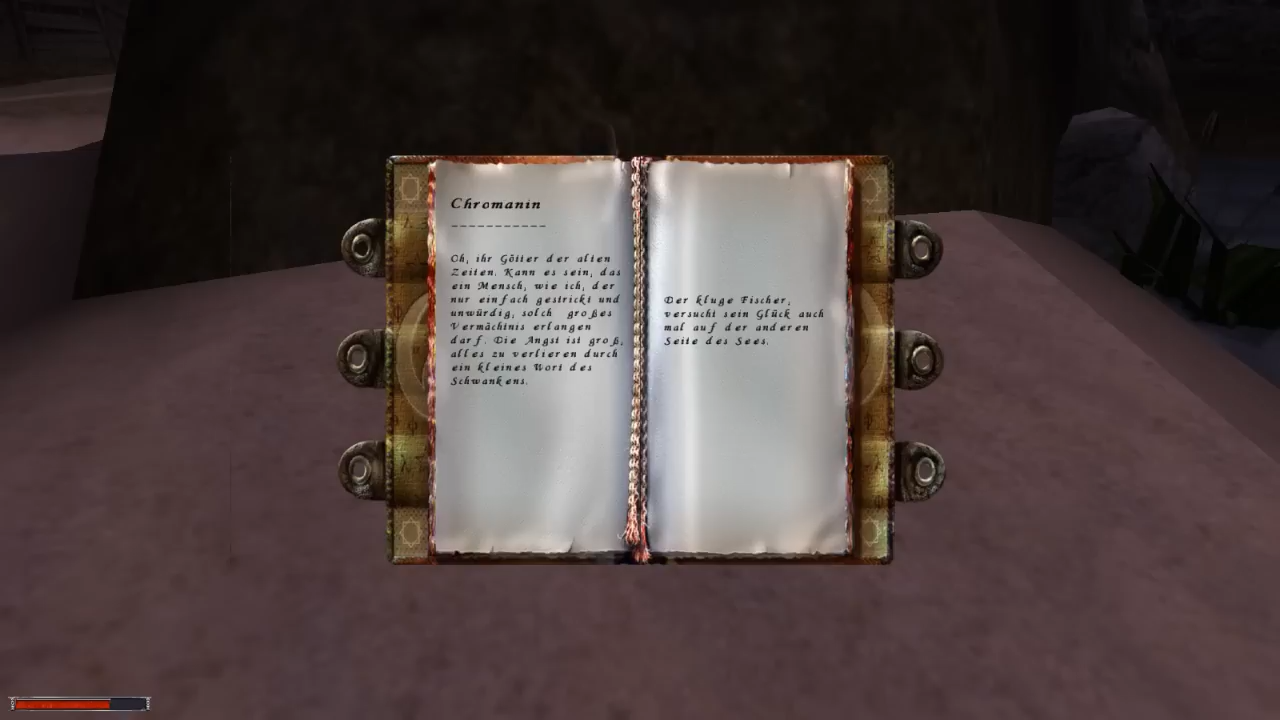 Chromanin
-----------
Oh, ihr Götter der alten
Zeiten. Kann es sein, das
ein Mensch, wie ich, der
nur einfach gestrickt und
unwürdig, solch großes
Vermächtnis erlangen
darf. Die Angst ist groß,
alles zu verlieren durch
ein kleines Wort des
Schwankens.
Der kluge Fischer,
versucht sein Glück auch
mal auf der anderen
Seite des Sees.